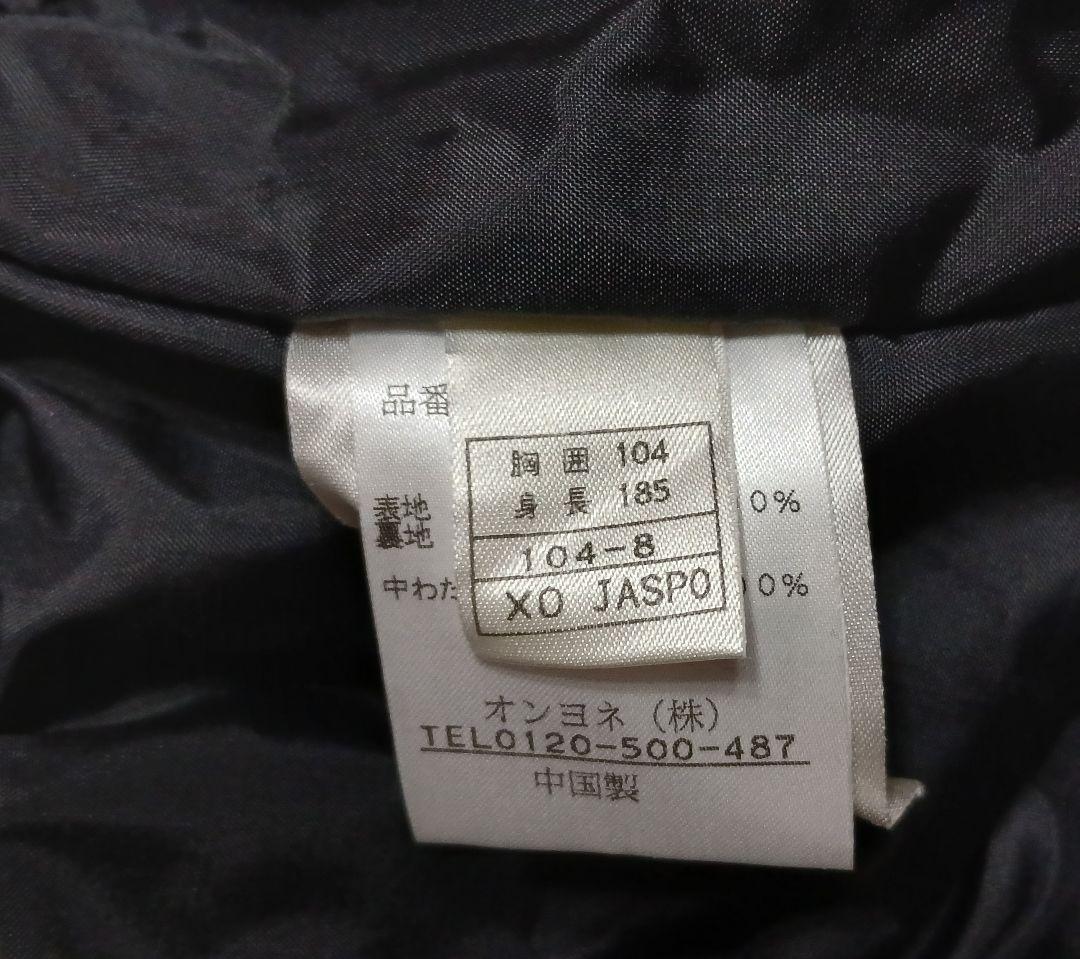 品番
胸囲 104
身長 185
104-8
XO JASPO
表地 0%
裏地
中わた 00%
オンヨネ（株）
TEL0120-500-487
中国製